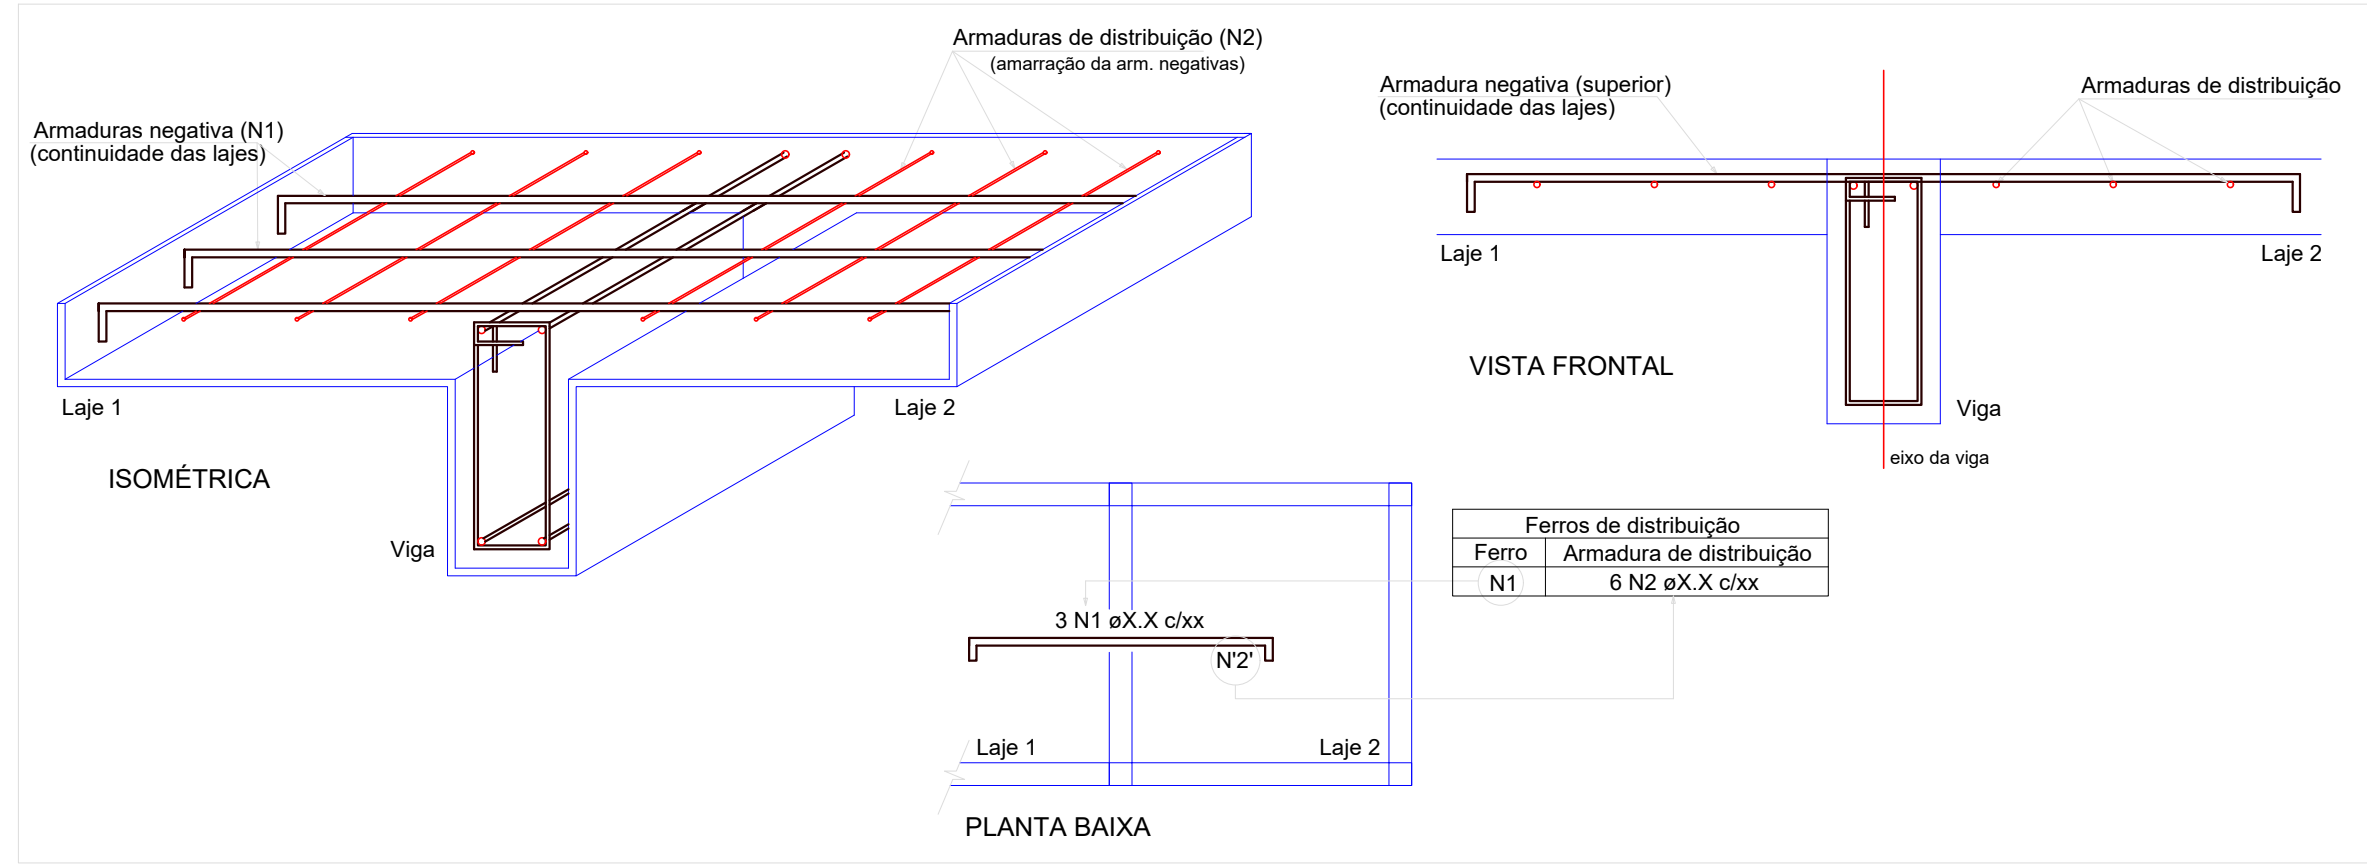 Armaduras de distribuição (N2)
(amarração da arm. negativas)
Armaduras negativa (N1)
(continuidade das lajes)
Laje 1
Laje 2
ISOMÉTRICA
Viga
Armadura negativa (superior)
(continuidade das lajes)
Armaduras de distribuição
Laje 1
Laje 2
VISTA FRONTAL
Viga
eixo da viga
Ferros de distribuição
Ferro Armadura de distribuição
N1 6 N2 øX.X c/xx
3 N1 øX.X c/xx
N'2'
Laje 1
Laje 2
PLANTA BAIXA